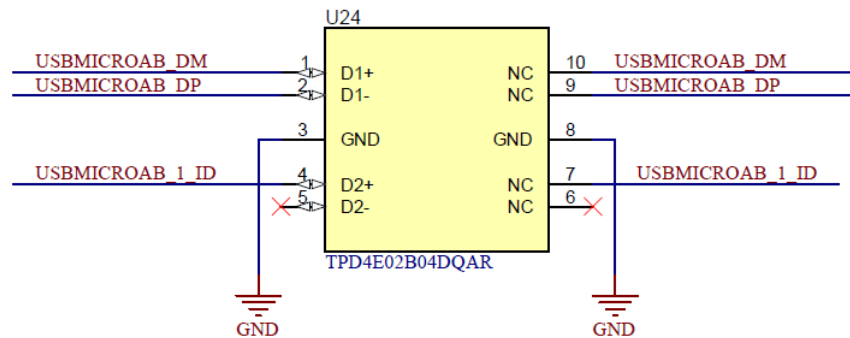 U24
USBMICROAB_DM 1 D1+ NC 10 USBMICROAB_DM
USBMICROAB_DP 2 D1- NC 9 USBMICROAB_DP
3 GND GND 8
USBMICROAB_1_ID 4 D2+ NC 7 USBMICROAB_1_ID
5 D2- NC 6
TPD4E02B04DQAR
GND GND